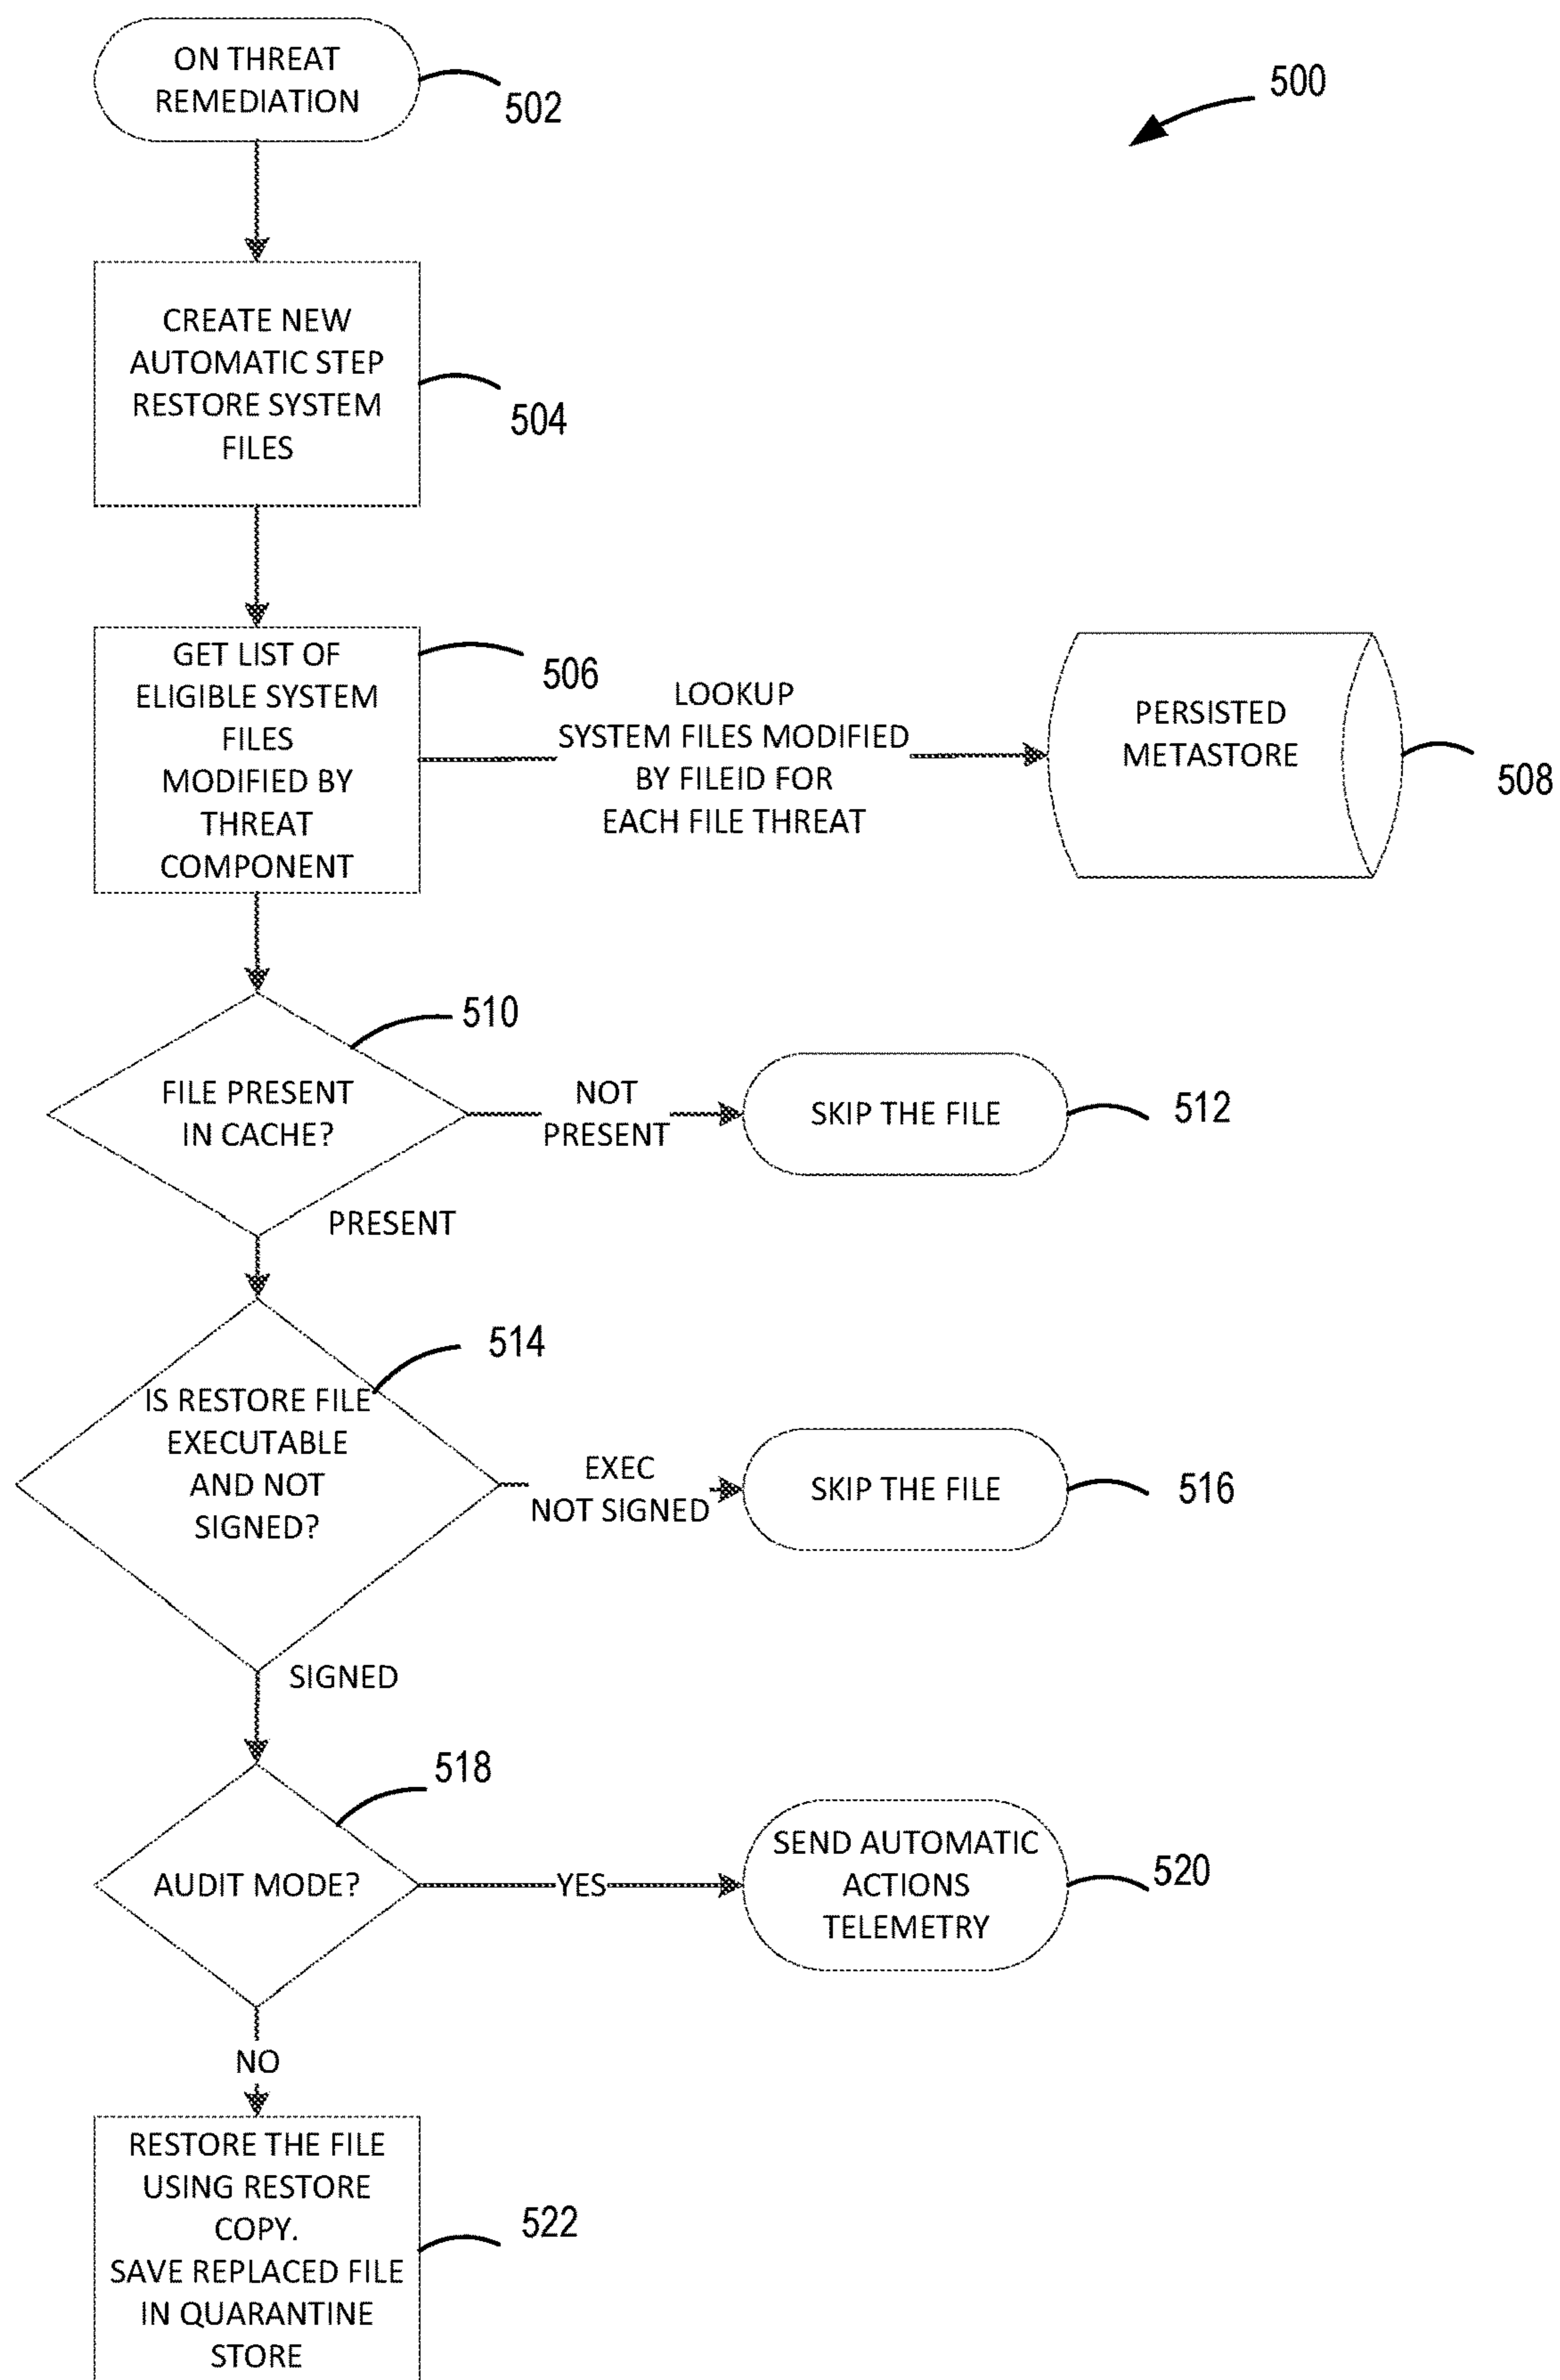 ON THREAT
REMEDIATION
502
500
CREATE NEW
AUTOMATIC STEP
RESTORE SYSTEM
FILES
504
GET LIST OF
ELIGIBLE SYSTEM
FILES
MODIFIED BY
THREAT
COMPONENT
506
LOOKUP
SYSTEM FILES MODIFIED
BY FILEID FOR
EACH FILE THREAT
PERSISTED
METASTORE
508
510
FILE PRESENT
IN CACHE?
NOT
PRESENT
SKIP THE FILE
512
PRESENT
514
IS RESTORE FILE
EXECUTABLE
AND NOT
SIGNED?
EXEC
NOT SIGNED
SKIP THE FILE
516
SIGNED
518
AUDIT MODE?
YES
SEND AUTOMATIC
ACTIONS
TELEMETRY
520
NO
RESTORE THE FILE
USING RESTORE
COPY.
SAVE REPLACED FILE
IN QUARANTINE
STORE
522